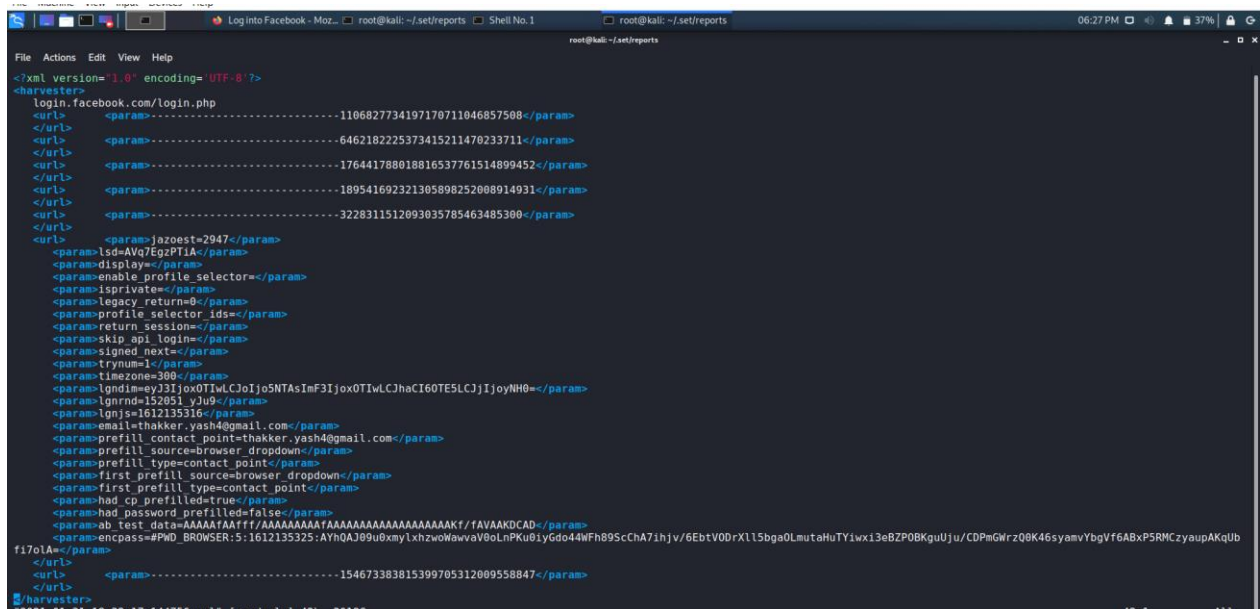 Log into Facebook - Moz... root@kali: ~/.set/reports Shell No. 1 root@kali: ~/.set/reports 06:27 PM 37%
root@kali: ~/.set/reports
File Actions Edit View Help
<?xml version="1.0" encoding='UTF-8'?>
<harvester>
login.facebook.com/login.php
<url> <param>-----------------------------1106827734197170711046857508</param>
</url>
<url> <param>-----------------------------6462182225373415211470233711</param>
</url>
<url> <param>-----------------------------176441788018816537761514899452</param>
</url>
<url> <param>-----------------------------189541692321305898252008914931</param>
</url>
<url> <param>-----------------------------3228311512093035785463485300</param>
</url>
<url> <param>jazoest=2947</param>
<param>lsd=AVq7EgzPTiA</param>
<param>display=</param>
<param>enable_profile_selector=</param>
<param>isprivate=</param>
<param>legacy_return=0</param>
<param>profile_selector_ids=</param>
<param>return_session=</param>
<param>skip_api_login=</param>
<param>signed_next=</param>
<param>trynum=1</param>
<param>timezone=300</param>
<param>lgndim=eyJ3IjoxOTIwLCJoIjo5NTAsImF3IjoxOTIwLCJhaCI6OTE5LCJjIjoyNH0=</param>
<param>lgnrnd=152051_yJu9</param>
<param>lgnjs=1612135316</param>
<param>email=thakker.yash4@gmail.com</param>
<param>prefill_contact_point=thakker.yash4@gmail.com</param>
<param>prefill_source=browser_dropdown</param>
<param>prefill_type=contact_point</param>
<param>first_prefill_source=browser_dropdown</param>
<param>first_prefill_type=contact_point</param>
<param>had_cp_prefilled=true</param>
<param>had_password_prefilled=false</param>
<param>ab_test_data=AAAAAfAAfff/AAAAAAAAAfAAAAAAAAAAAAAAAAAAAKf/fAVAAKDCAD</param>
<param>encpass=#PWD_BROWSER:5:1612135325:AYhQAJ09u0xmylxhzwoWawvaV0oLnPKu0iyGdo44WFh89ScChA7ihjv/6EbtVODrXll5bgaOLmutaHuTYiwxi3eBZPOBKguUju/CDPmGWrzQ0K46syamvYbgVf6ABxP5RMCzyaupAKqUb
fi7olA=</param>
</url>
<url> <param>-----------------------------154673383815399705312009558847</param>
</url>
</harvester>